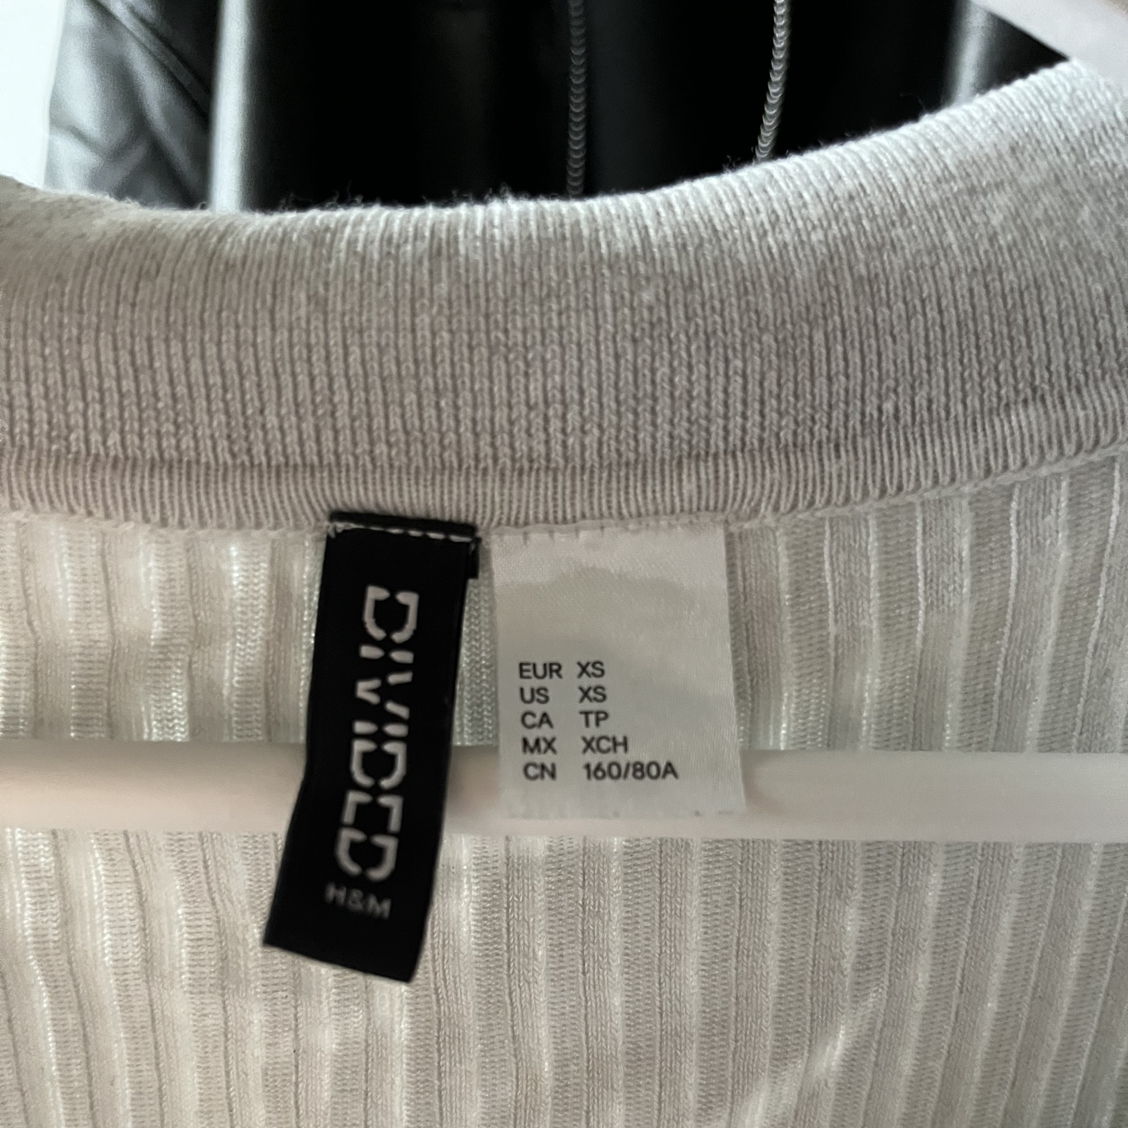 DIVIDED
H&M
EUR XS
US XS
CA TP
MX XCH
CN 160/80A